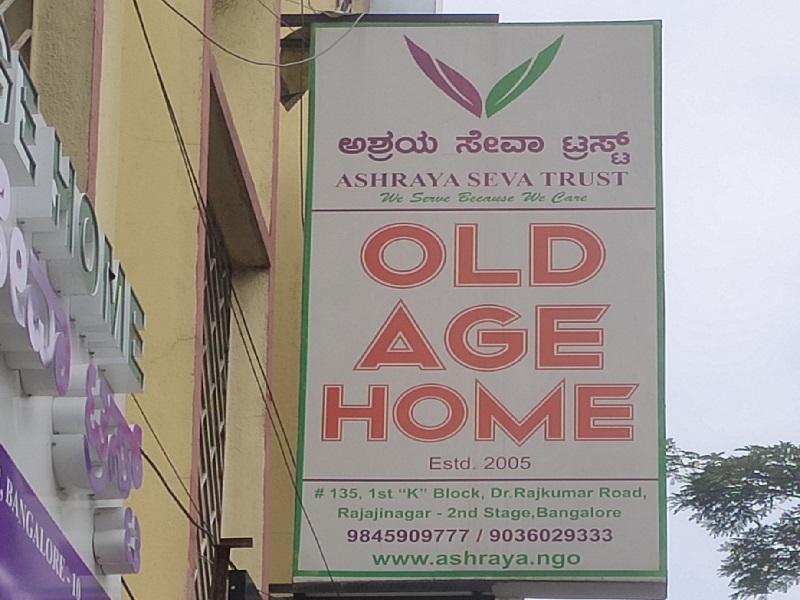 ಅಶ್ರಯ ಸೇವಾ ಟ್ರಸ್ಟ್
ASHRAYA SEVA TRUST
We Serve Because We Care
OLD
AGE
HOME
Estd. 2005
# 135, 1st "K" Block, Dr.Rajkumar Road,
Rajajinagar - 2nd Stage,Bangalore
9845909777 / 9036029333
www.ashraya.ngo
HOME
BANGALORE - 10